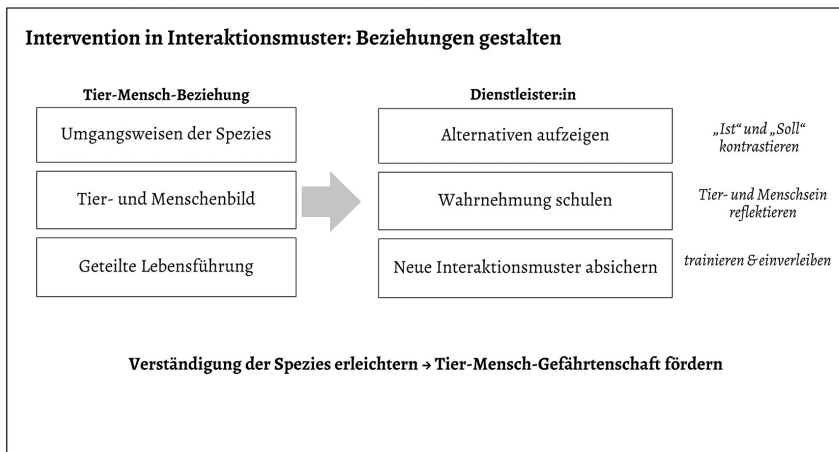 Intervention in Interaktionsmuster: Beziehungen gestalten
Tier-Mensch-Beziehung
Umgangsweisen der Spezies
Tier- und Menschenbild
Geteilte Lebensführung
Dienstleister:in
Alternativen aufzeigen
Wahrnehmung schulen
Neue Interaktionsmuster absichern
„Ist“ und „Soll“
kontrastieren
Tier- und Menschsein
reflektieren
trainieren & einverleiben
Verständigung der Spezies erleichtern → Tier-Mensch-Gefährtenschaft fördern